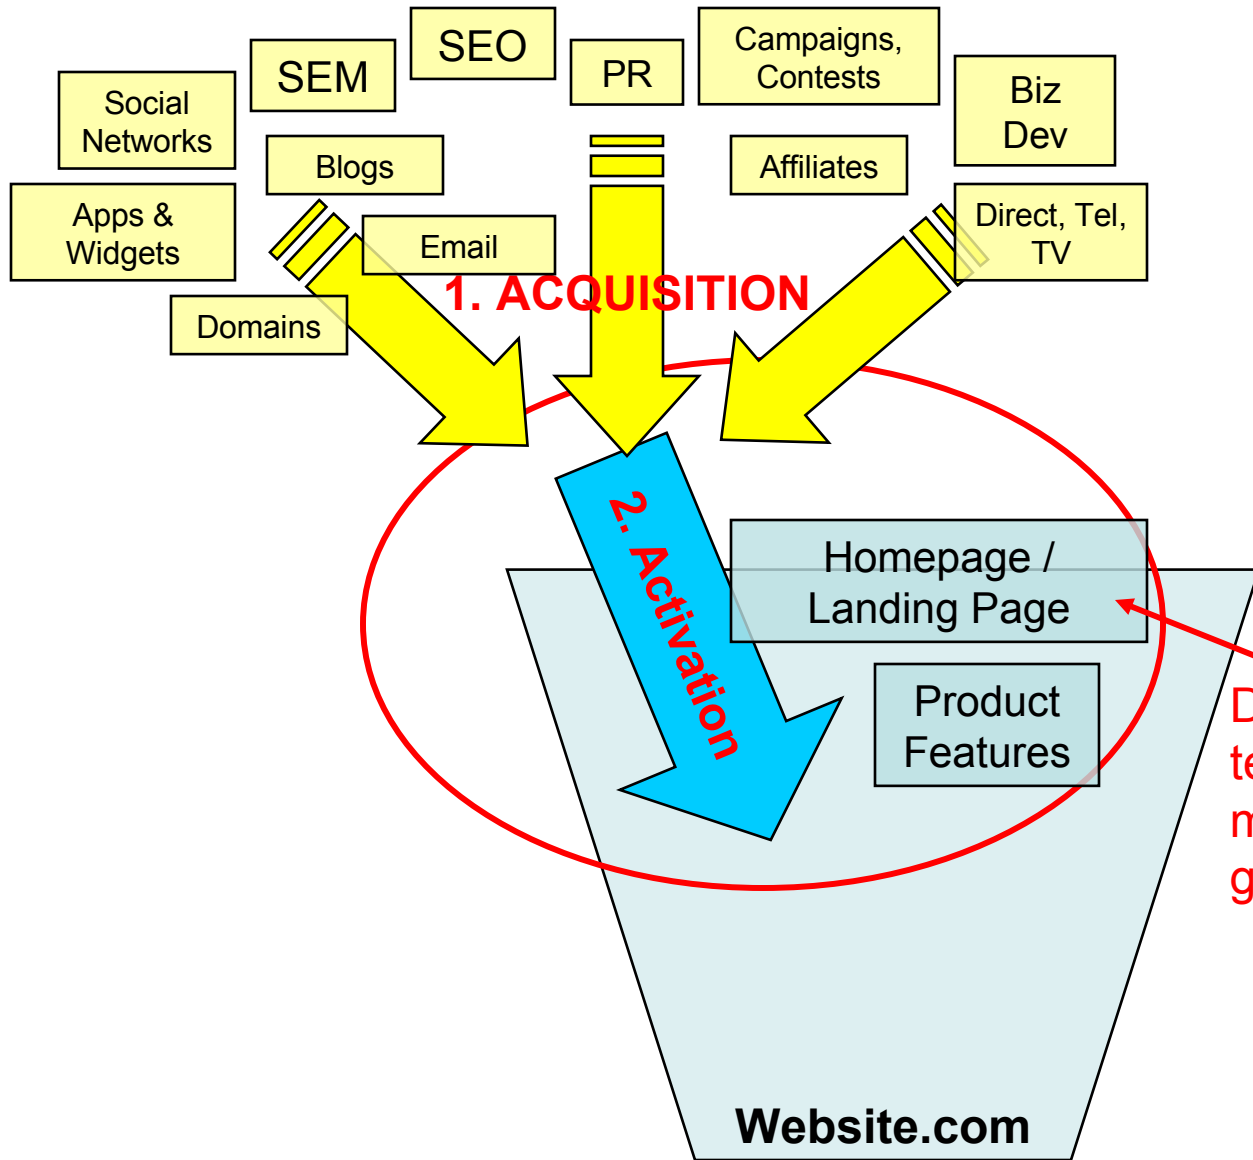 SEO
Campaigns,
Contests
SEM
PR
Biz
Dev
Social
Networks
Blogs
Affiliates
Apps &
Widgets
Email
Direct, Tel,
TV
1. ACQUISITION
Domains
2. Activation
Homepage /
Landing Page
Product
Features
Website.com